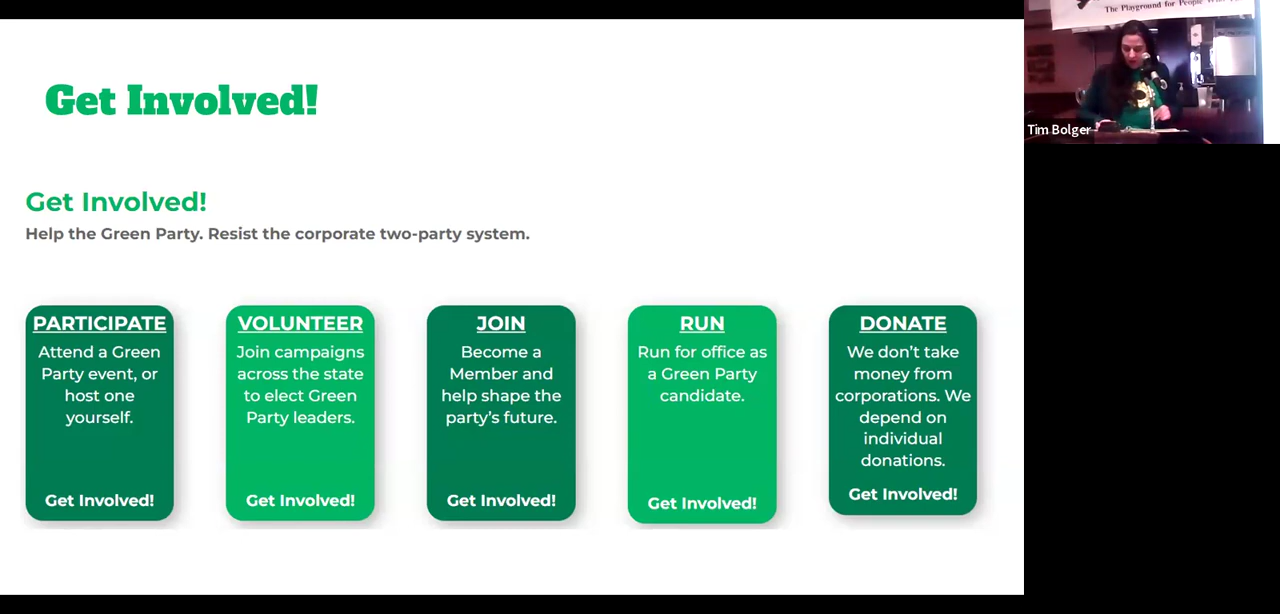 Get Involved!
Get Involved!
Help the Green Party. Resist the corporate two-party system.
PARTICIPATE
Attend a Green
Party event, or
host one
yourself.
Get Involved!
VOLUNTEER
Join campaigns
across the state
to elect Green
Party leaders.
Get Involved!
JOIN
Become a
Member and
help shape the
party’s future.
Get Involved!
RUN
Run for office as
a Green Party
candidate.
Get Involved!
DONATE
We don’t take
money from
corporations. We
depend on
individual
donations.
Get Involved!
The Playground for People
Tim Bolger